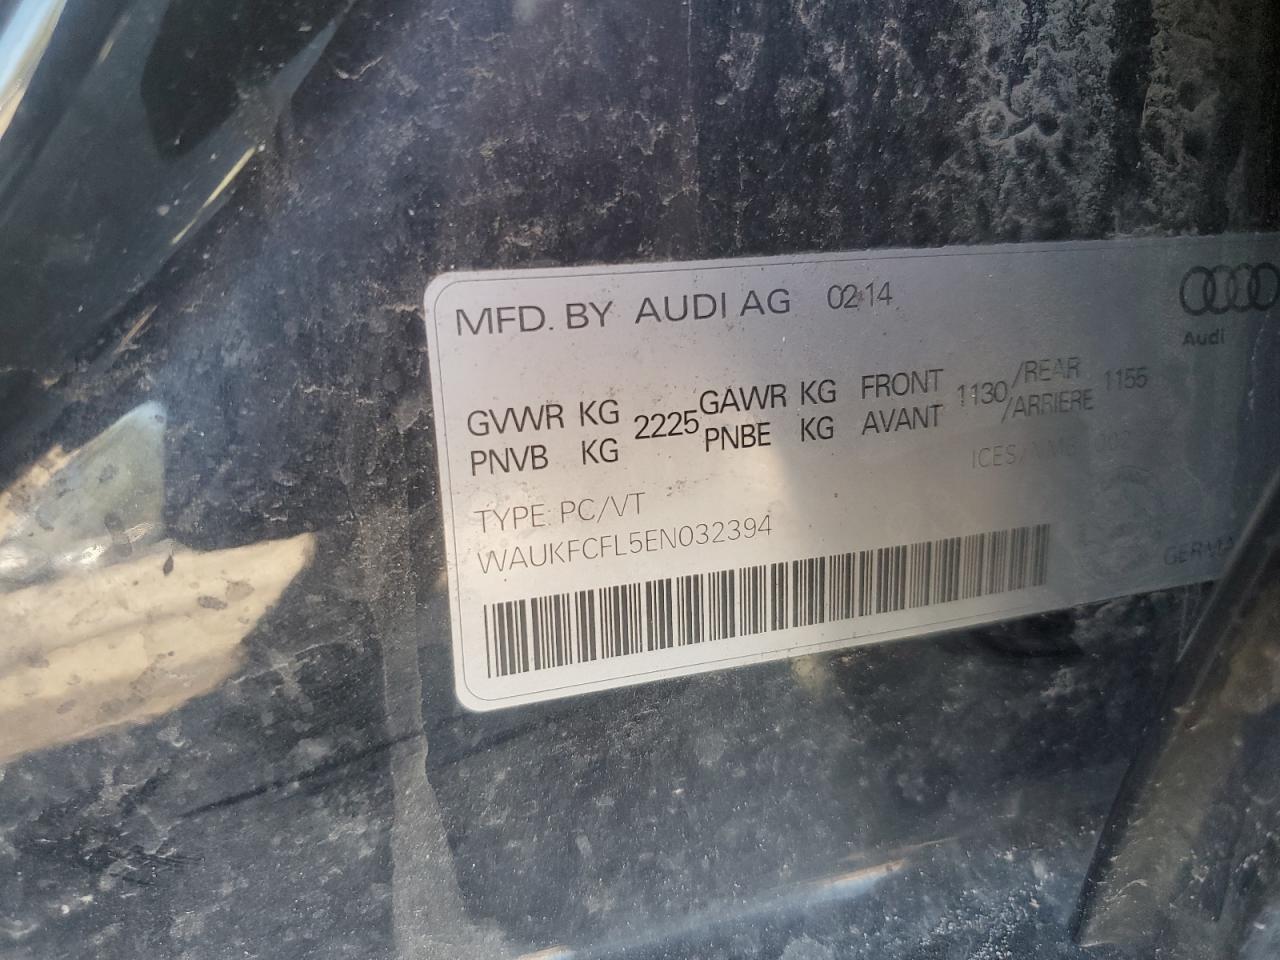 MFD. BY AUDI AG 02 14
Audi
GVWR KG 2225 GAWR KG FRONT 1130 /REAR 1155
PNVB KG PNBE KG AVANT /ARRIERE
ICES/
TYPE: PC/VT
WAUKFCFL5EN032394